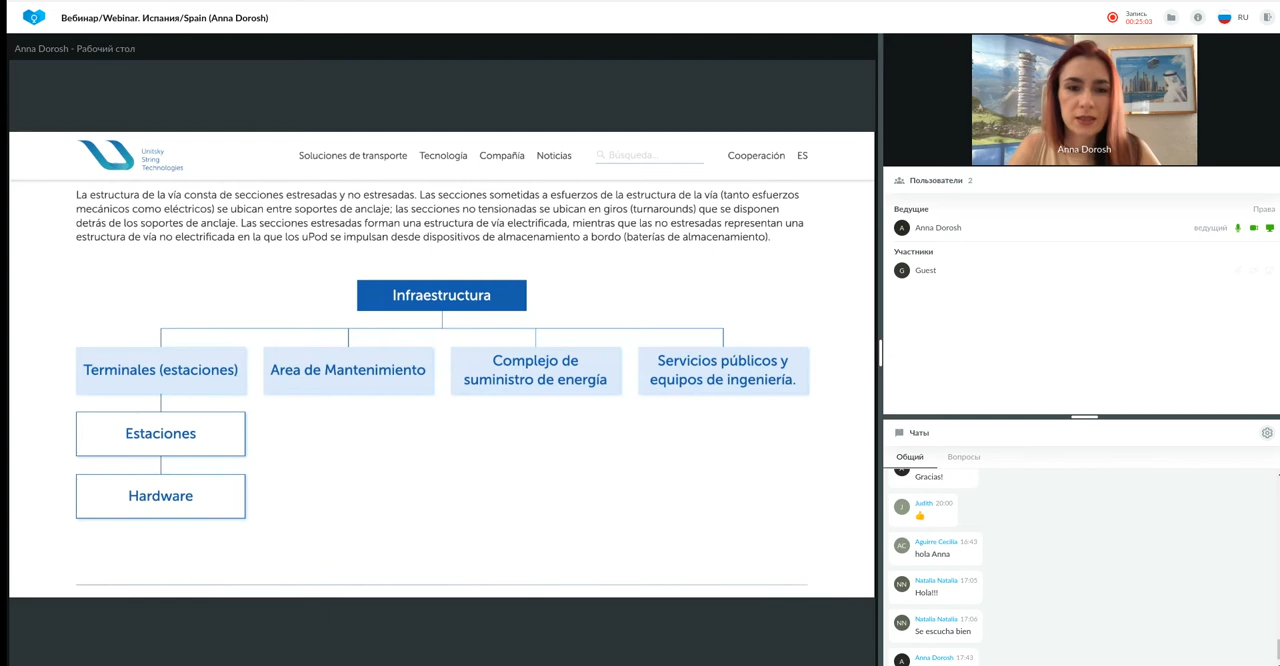 Вебинар/Webinar. Испания/Spain (Anna Dorosh)
Запись
00:25:03
RU
Anna Dorosh - Рабочий стол
Unitsky
String
Technologies
Soluciones de transporte Tecnología Compañía Noticias Búsqueda... Cooperación ES
La estructura de la vía consta de secciones estresadas y no estresadas. Las secciones sometidas a esfuerzos de la estructura de la vía (tanto esfuerzos
mecánicos como eléctricos) se ubican entre soportes de anclaje; las secciones no tensionadas se ubican en giros (turnarounds) que se disponen
detrás de los soportes de anclaje. Las secciones estresadas forman una estructura de vía electrificada, mientras que las no estresadas representan una
estructura de vía no electrificada en la que los uPod se impulsan desde dispositivos de almacenamiento a bordo (baterías de almacenamiento).
Infraestructura
Terminales (estaciones)
Area de Mantenimiento
Complejo de
suministro de energía
Servicios públicos y
equipos de ingeniería.
Estaciones
Hardware
Anna Dorosh
Пользователи 2
Ведущие Права
A Anna Dorosh ведущий
Участники
G Guest
Чаты
Общий Вопросы
Gracias!
J Judith 20:00
AC Aguirre Cecilia 16:43
hola Anna
NN Natalia Natalia 17:05
Hola!!!
NN Natalia Natalia 17:06
Se escucha bien
A Anna Dorosh 17:43